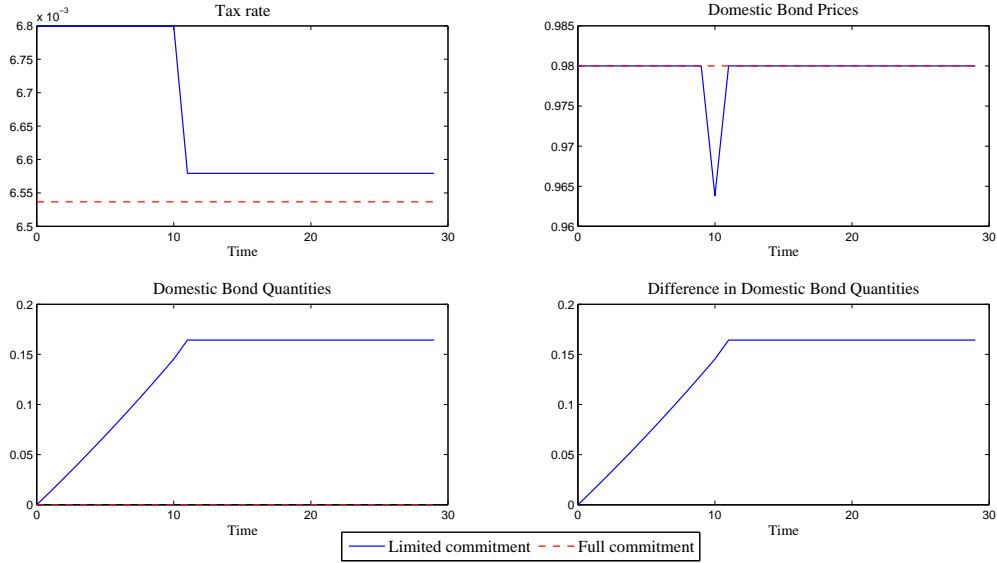 Tax rate
x 10⁻³
6.8
6.75
6.7
6.65
6.6
6.55
6.5
0 10 20 30
Time
Domestic Bond Prices
0.985
0.98
0.975
0.97
0.965
0.96
0 10 20 30
Time
Domestic Bond Quantities
0.2
0.15
0.1
0.05
0
0 10 20 30
Time
Difference in Domestic Bond Quantities
0.2
0.15
0.1
0.05
0
0 10 20 30
Time
Limited commitment Full commitment